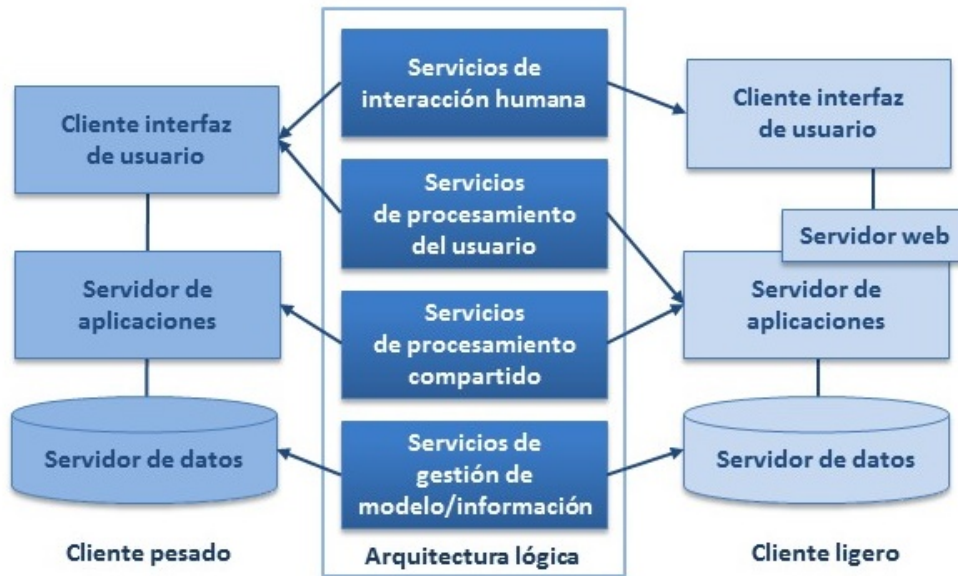 Cliente interfaz
de usuario
Servidor de
aplicaciones
Servidor de datos
Cliente pesado
Servicios de
interacción humana
Servicios
de procesamiento
del usuario
Servicios
de procesamiento
compartido
Servicios de
gestión de
modelo/información
Arquitectura lógica
Cliente interfaz
de usuario
Servidor web
Servidor de
aplicaciones
Servidor de datos
Cliente ligero